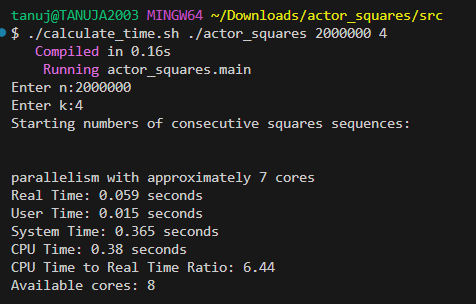 tanuj@TANUJA2003 MINGW64 ~/Downloads/actor_squares/src
$ ./calculate_time.sh ./actor_squares 2000000 4
Compiled in 0.16s
Running actor_squares.main
Enter n:2000000
Enter k:4
Starting numbers of consecutive squares sequences:
parallelism with approximately 7 cores
Real Time: 0.059 seconds
User Time: 0.015 seconds
System Time: 0.365 seconds
CPU Time: 0.38 seconds
CPU Time to Real Time Ratio: 6.44
Available cores: 8